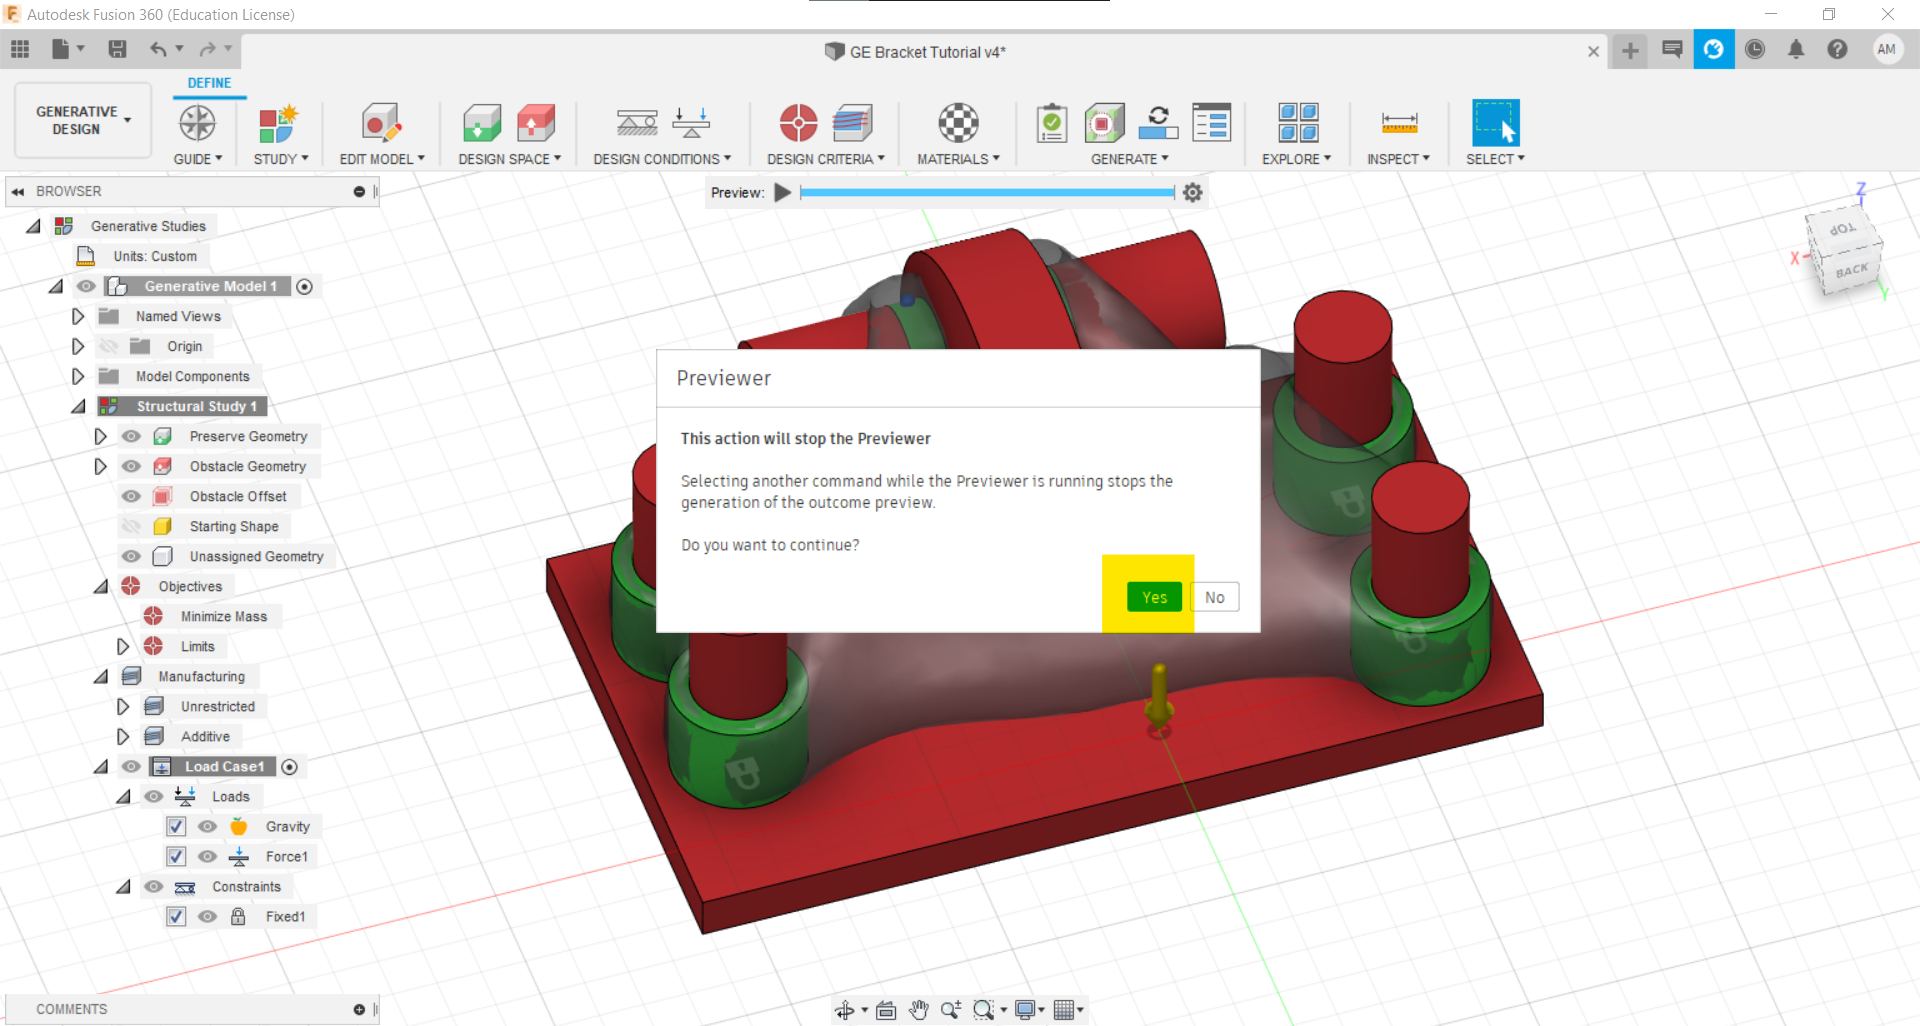 Autodesk Fusion 360 (Education License)
GE Bracket Tutorial v4*
AM
GENERATIVE
DESIGN
DEFINE
GUIDE
STUDY
EDIT MODEL
DESIGN SPACE
DESIGN CONDITIONS
DESIGN CRITERIA
MATERIALS
GENERATE
EXPLORE
INSPECT
SELECT
BROWSER
Preview:
Generative Studies
Units: Custom
Generative Model 1
Named Views
Origin
Model Components
Structural Study 1
Preserve Geometry
Obstacle Geometry
Obstacle Offset
Starting Shape
Unassigned Geometry
Objectives
Minimize Mass
Limits
Manufacturing
Unrestricted
Additive
Load Case1
Loads
Gravity
Force1
Constraints
Fixed1
Z
TOP
X
BACK
Y
Previewer
This action will stop the Previewer
Selecting another command while the Previewer is running stops the
generation of the outcome preview.
Do you want to continue?
Yes
No
COMMENTS